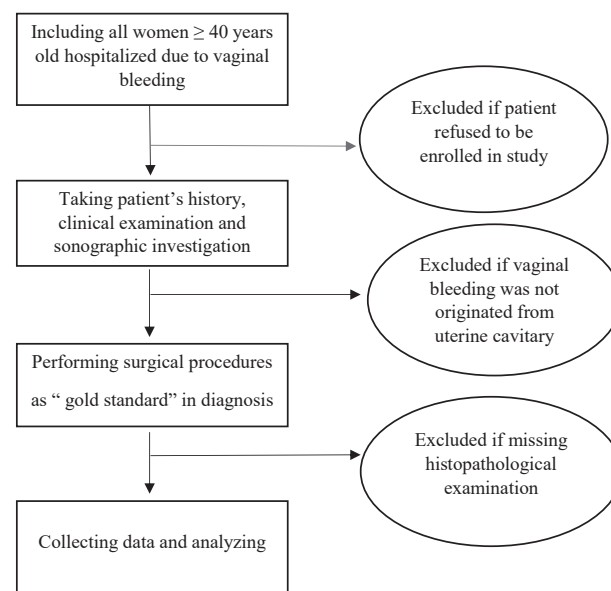 Including all women ≥ 40 years
old hospitalized due to vaginal
bleeding
Excluded if patient
refused to be
enrolled in study
Taking patient’s history,
clinical examination and
sonographic investigation
Excluded if vaginal
bleeding was not
originated from
uterine cavitary
Performing surgical procedures
as “ gold standard” in diagnosis
Excluded if missing
histopathological
examination
Collecting data and analyzing